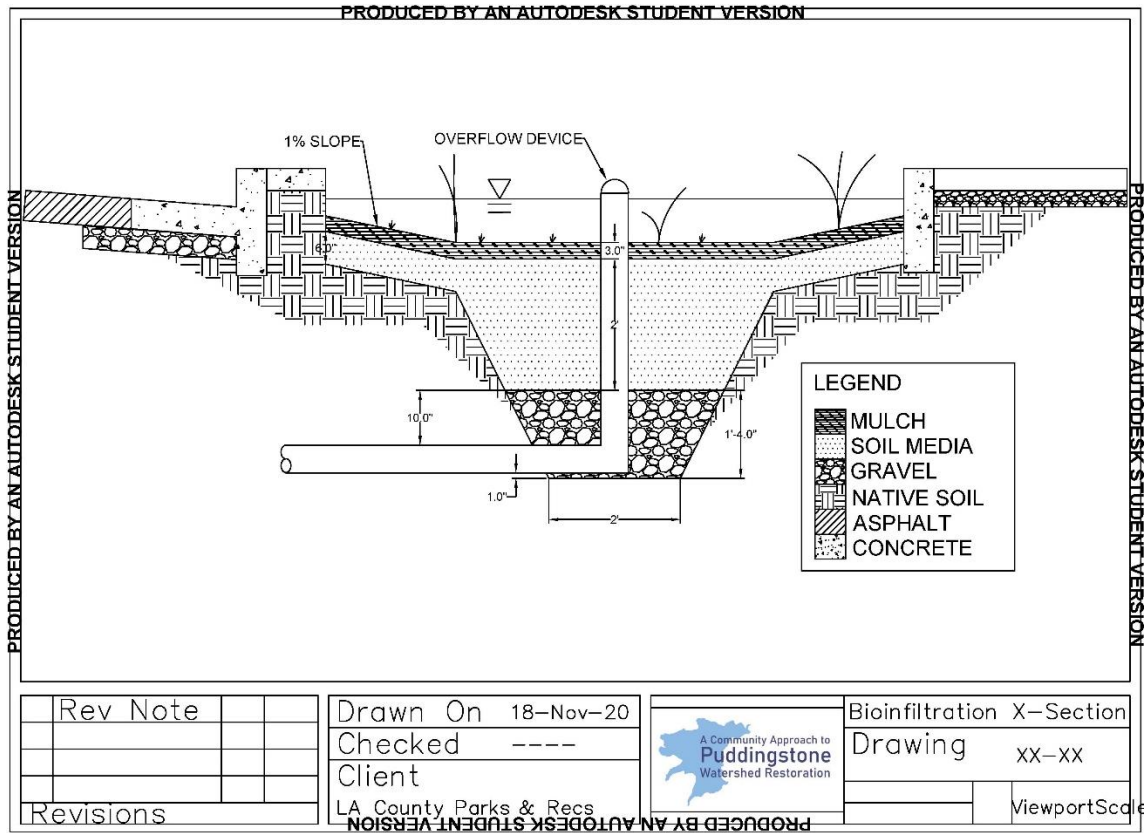 PRODUCED BY AN AUTODESK STUDENT VERSION
PRODUCED BY AN AUTODESK STUDENT VERSION
PRODUCED BY AN AUTODESK STUDENT VERSION
1% SLOPE
OVERFLOW DEVICE
6.0"
3.0"
2'
10.0"
1'-4.0"
1.0"
2'
LEGEND
MULCH
SOIL MEDIA
GRAVEL
NATIVE SOIL
ASPHALT
CONCRETE
Rev Note
Revisions
Drawn On 18-Nov-20
Checked ----
Client
LA County Parks & Recs
A Community Approach to
Puddingstone
Watershed Restoration
Bioinfiltration X-Section
Drawing XX-XX
ViewportScale
PRODUCED BY AN AUTODESK STUDENT VERSION